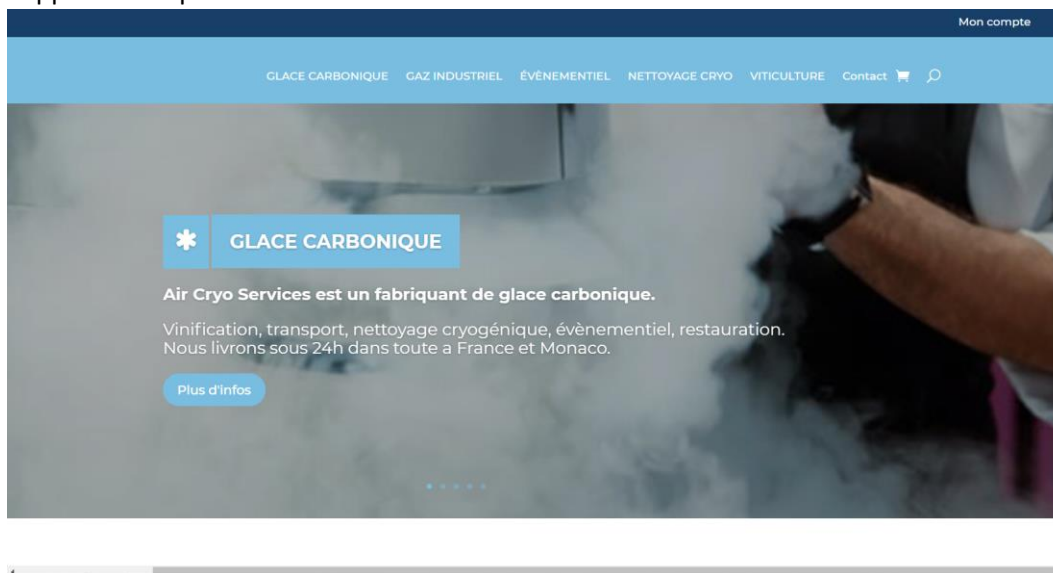 Mon compte
GLACE CARBONIQUE GAZ INDUSTRIEL ÉVÈNEMENTIEL NETTOYAGE CRYO VITICULTURE Contact
GLACE CARBONIQUE
Air Cryo Services est un fabriquant de glace carbonique.
Vinification, transport, nettoyage cryogénique, évènementiel, restauration.
Nous livrons sous 24h dans toute a France et Monaco.
Plus d'infos